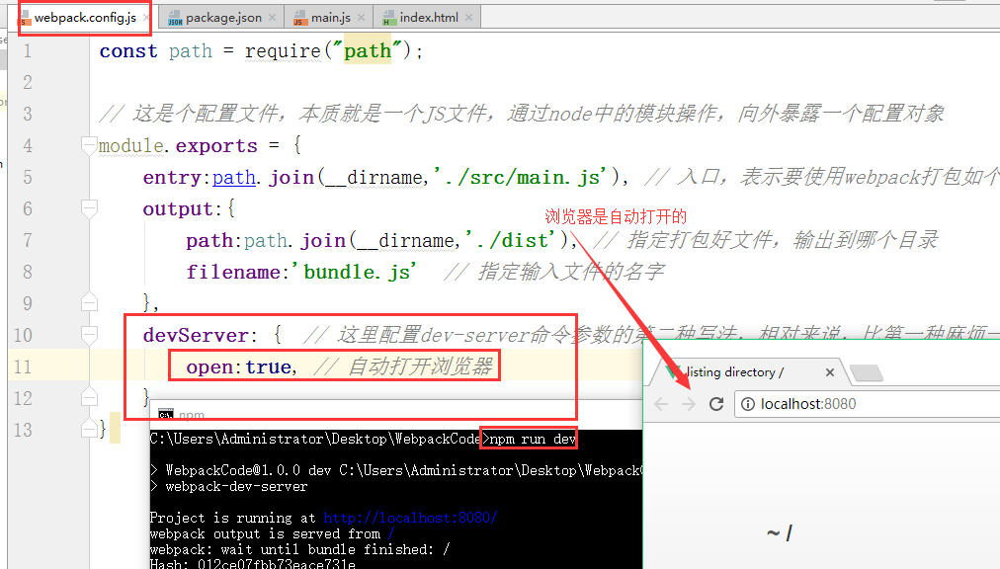 webpack.config.js × package.json × main.js × index.html ×
1 const path = require("path");
2
3 // 这是个配置文件，本质就是一个JS文件，通过node中的模块操作，向外暴露一个配置对象
4 module.exports = {
5 entry:path.join(__dirname,'./src/main.js'), // 入口，表示要使用webpack打包如个
6 output:{
浏览器是自动打开的
7 path:path.join(__dirname,'./dist'), // 指定打包好文件，输出到哪个目录
8 filename:'bundle.js' // 指定输入文件的名字
9 },
10 devServer: { // 这里配置dev-server命令参数的第二种写法，相对来说，比第一种麻烦一
11 open:true, // 自动打开浏览器
12 }
13 }
listing directory / ×
localhost:8080
~ /
npm
C:\Users\Administrator\Desktop\WebpackCode>npm run dev
> WebpackCode@1.0.0 dev C:\Users\Administrator\Desktop\WebpackC
> webpack-dev-server
Project is running at http://localhost:8080/
webpack output is served from /
webpack: wait until bundle finished: /
Hash: 012ce07fbb73eace731e